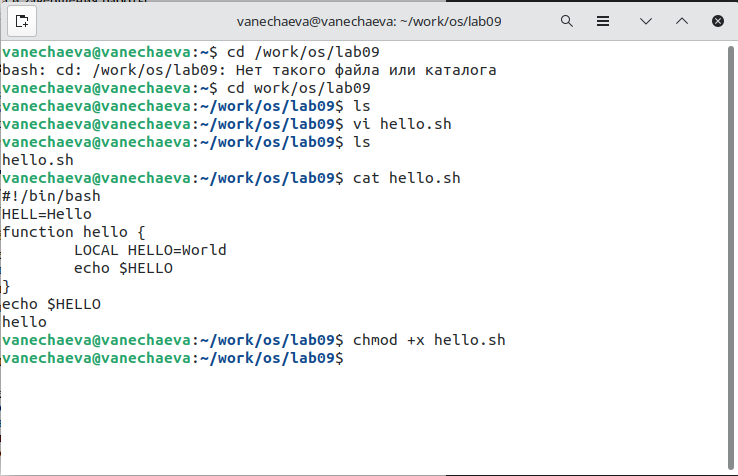 vanechaeva@vanechaeva: ~/work/os/lab09
vanechaeva@vanechaeva:~$ cd /work/os/lab09
bash: cd: /work/os/lab09: Нет такого файла или каталога
vanechaeva@vanechaeva:~$ cd work/os/lab09
vanechaeva@vanechaeva:~/work/os/lab09$ ls
vanechaeva@vanechaeva:~/work/os/lab09$ vi hello.sh
vanechaeva@vanechaeva:~/work/os/lab09$ ls
hello.sh
vanechaeva@vanechaeva:~/work/os/lab09$ cat hello.sh
#!/bin/bash
HELL=Hello
function hello {
        LOCAL HELLO=World
        echo $HELLO
}
echo $HELLO
hello
vanechaeva@vanechaeva:~/work/os/lab09$ chmod +x hello.sh
vanechaeva@vanechaeva:~/work/os/lab09$